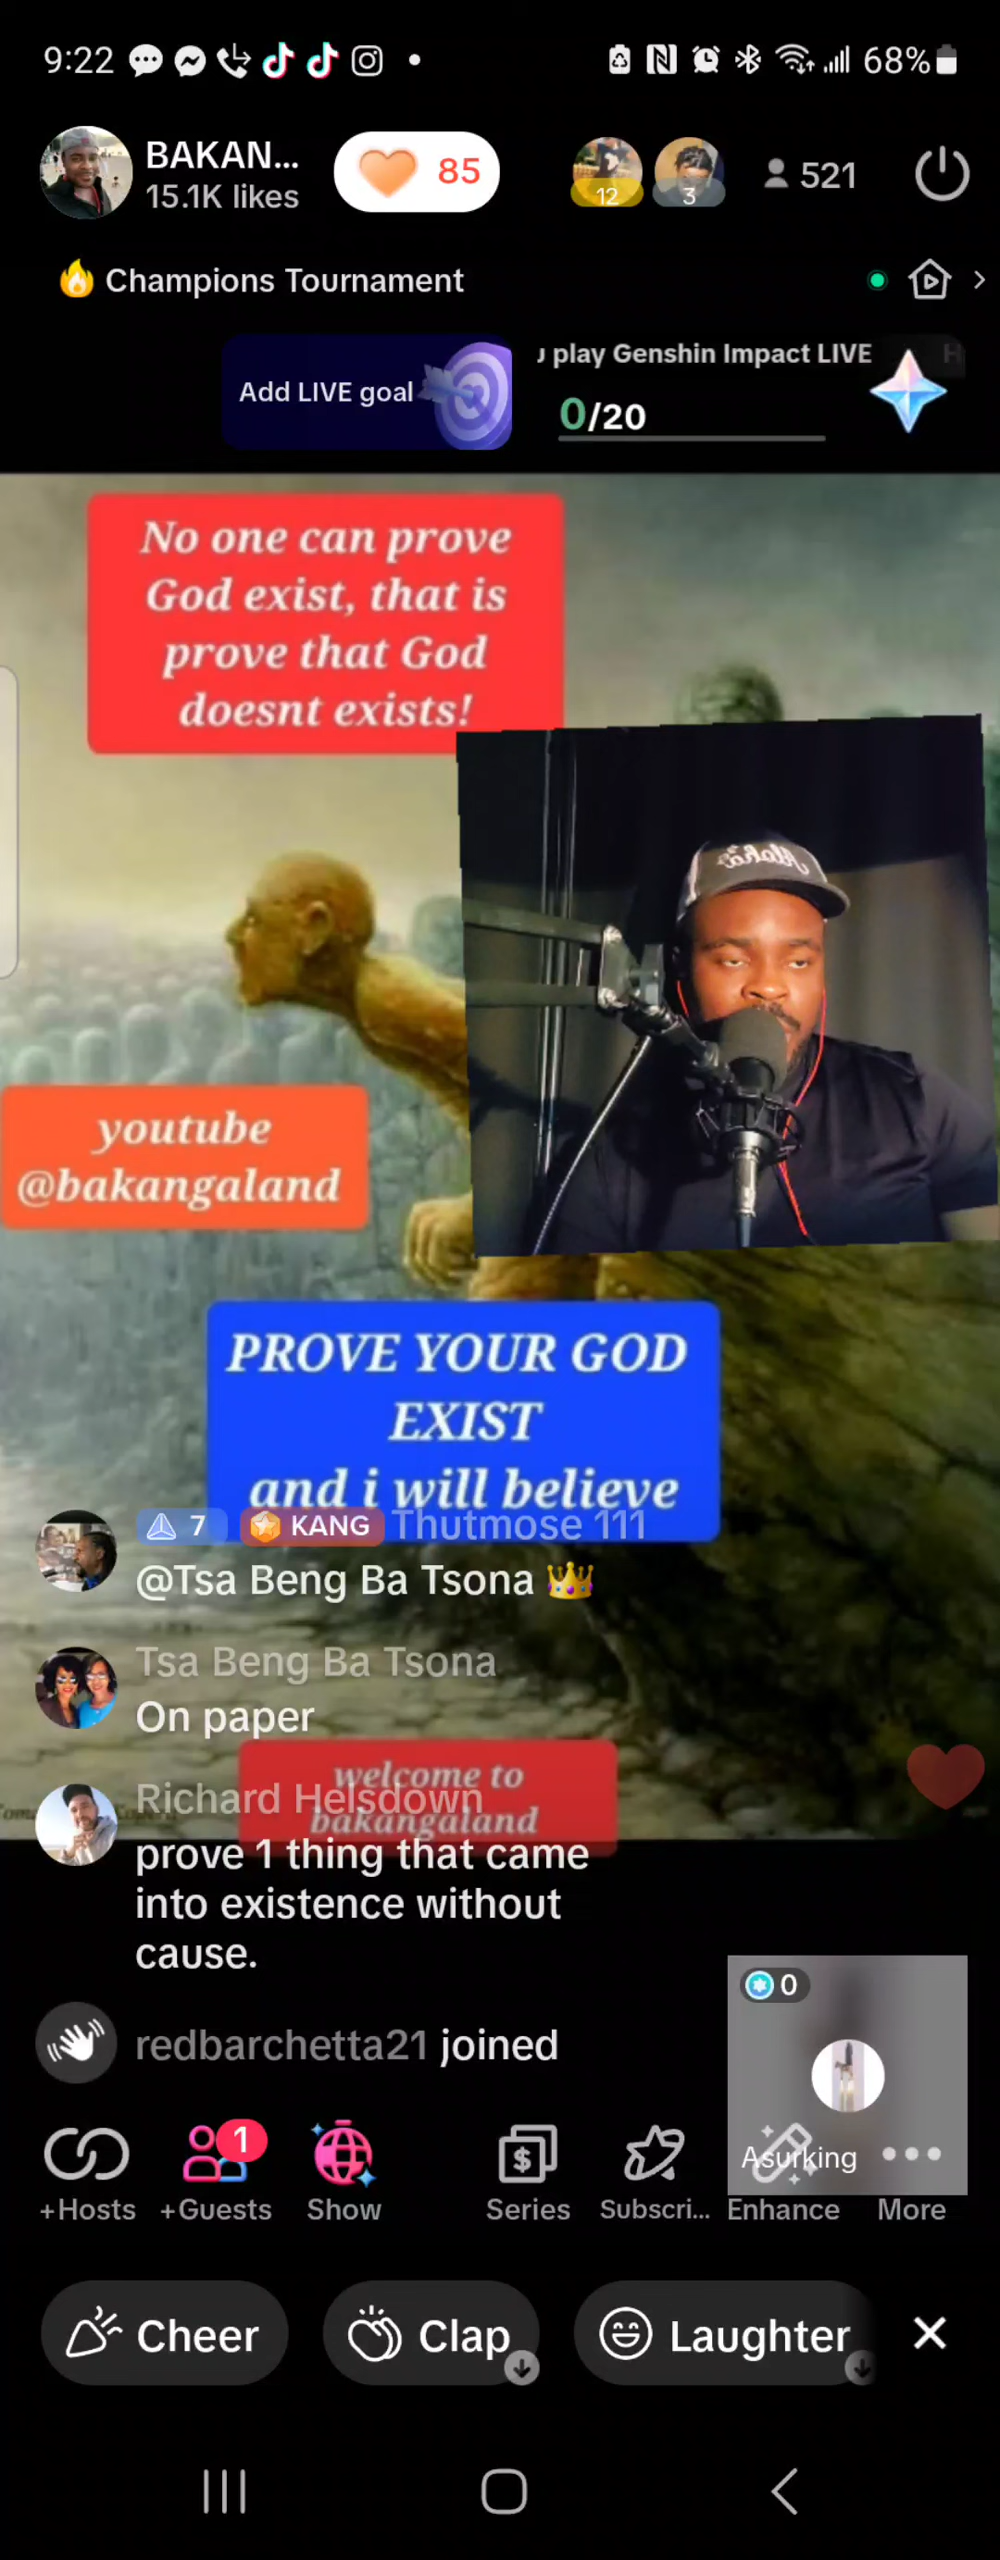 9:22
68%
BAKAN...
15.1K likes
85
12
3
521
Champions Tournament
Add LIVE goal
play Genshin Impact LIVE
0/20
No one can prove
God exist, that is
prove that God
doesnt exists!
youtube
@bakangaland
PROVE YOUR GOD
EXIST
and i will believe
7 KANG Thutmose 111
@Tsa Beng Ba Tsona
Tsa Beng Ba Tsona
On paper
welcome to
bakangaland
Richard Helsdown
prove 1 thing that came
into existence without
cause.
redbarchetta21 joined
0
Asurking
1
+Hosts
+Guests
Show
Series
Subscri...
Enhance
More
Cheer
Clap
Laughter